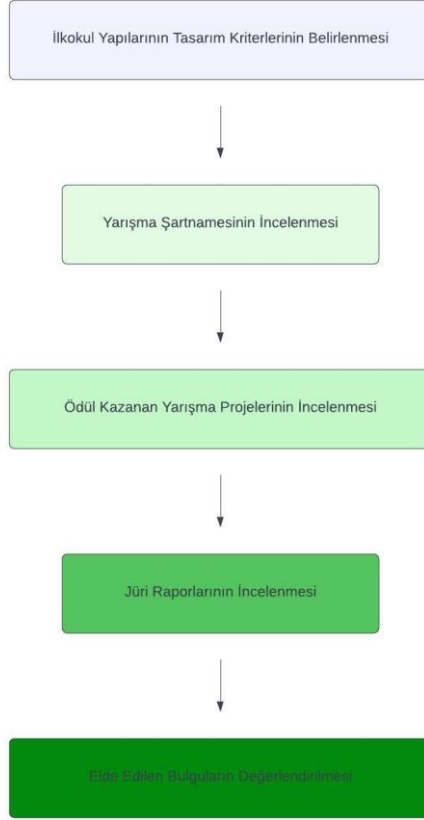 İlkokul Yapılarının Tasarım Kriterlerinin Belirlenmesi
Yarışma Şartnamesinin İncelenmesi
Ödül Kazanan Yarışma Projelerinin İncelenmesi
Jüri Raporlarının İncelenmesi
Elde Edilen Bulguların Değerlendirilmesi